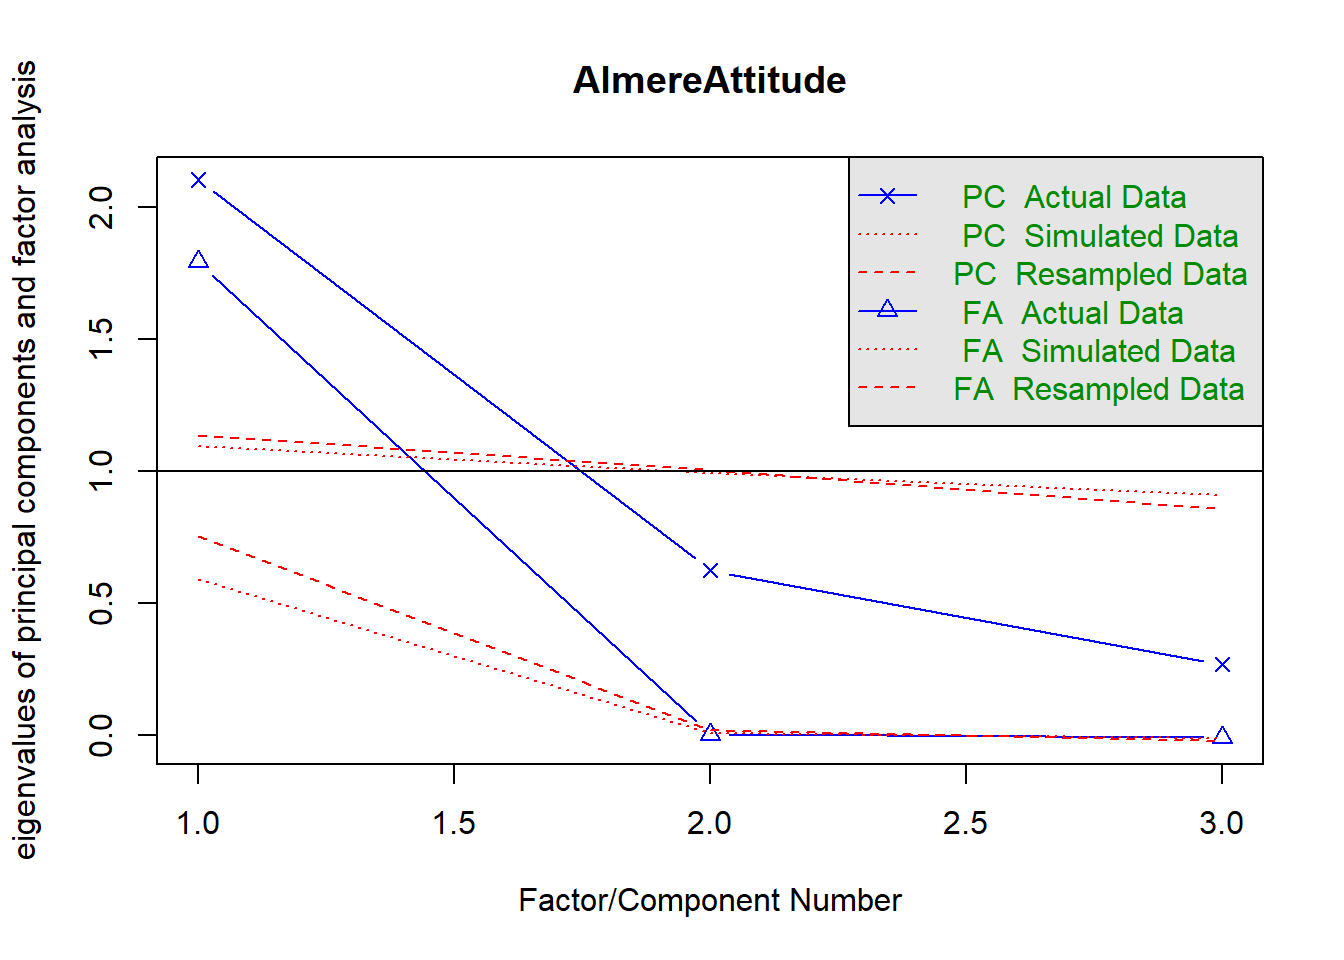 AlmereAttitude
eigenvalues of principal components and factor analysis
2.0
1.5
1.0
0.5
0.0
PC Actual Data
PC Simulated Data
PC Resampled Data
FA Actual Data
FA Simulated Data
FA Resampled Data
1.0 1.5 2.0 2.5 3.0
Factor/Component Number